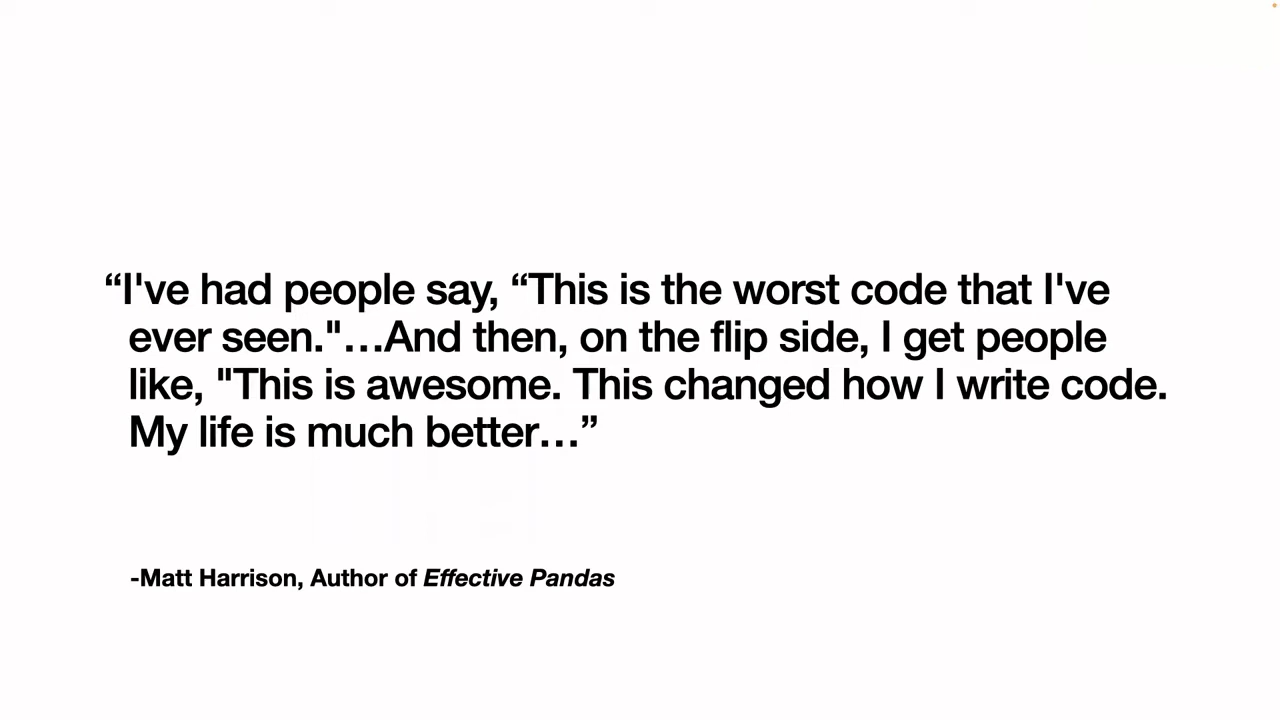 “I've had people say, “This is the worst code that I've
ever seen."…And then, on the flip side, I get people
like, "This is awesome. This changed how I write code.
My life is much better…”
-Matt Harrison, Author of Effective Pandas